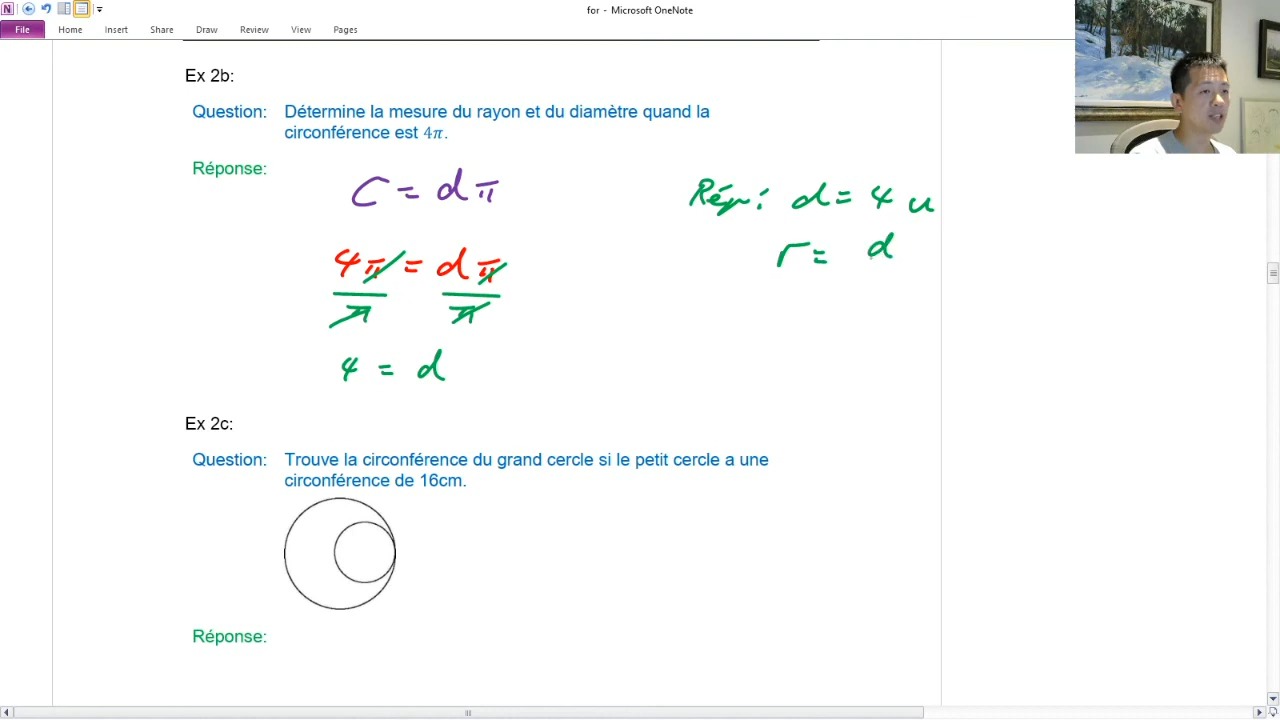 for - Microsoft OneNote
File Home Insert Share Draw Review View Pages
Ex 2b:
Question: Détermine la mesure du rayon et du diamètre quand la
circonférence est 4π.
Réponse:
C = d π
Rép: d = 4 u
r = d
4π = dπ
π π
4 = d
Ex 2c:
Question: Trouve la circonférence du grand cercle si le petit cercle a une
circonférence de 16cm.
Réponse: